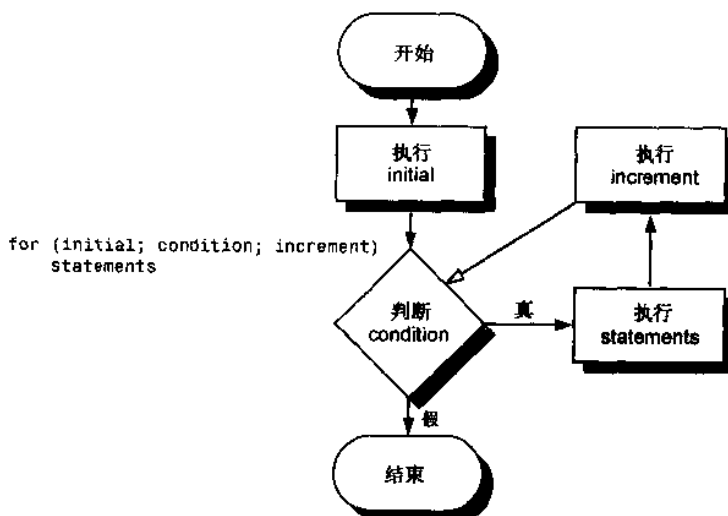 开始
执行
initial
执行
increment
for (initial; condition; increment)
statements
判断
condition
真
执行
statements
假
结束